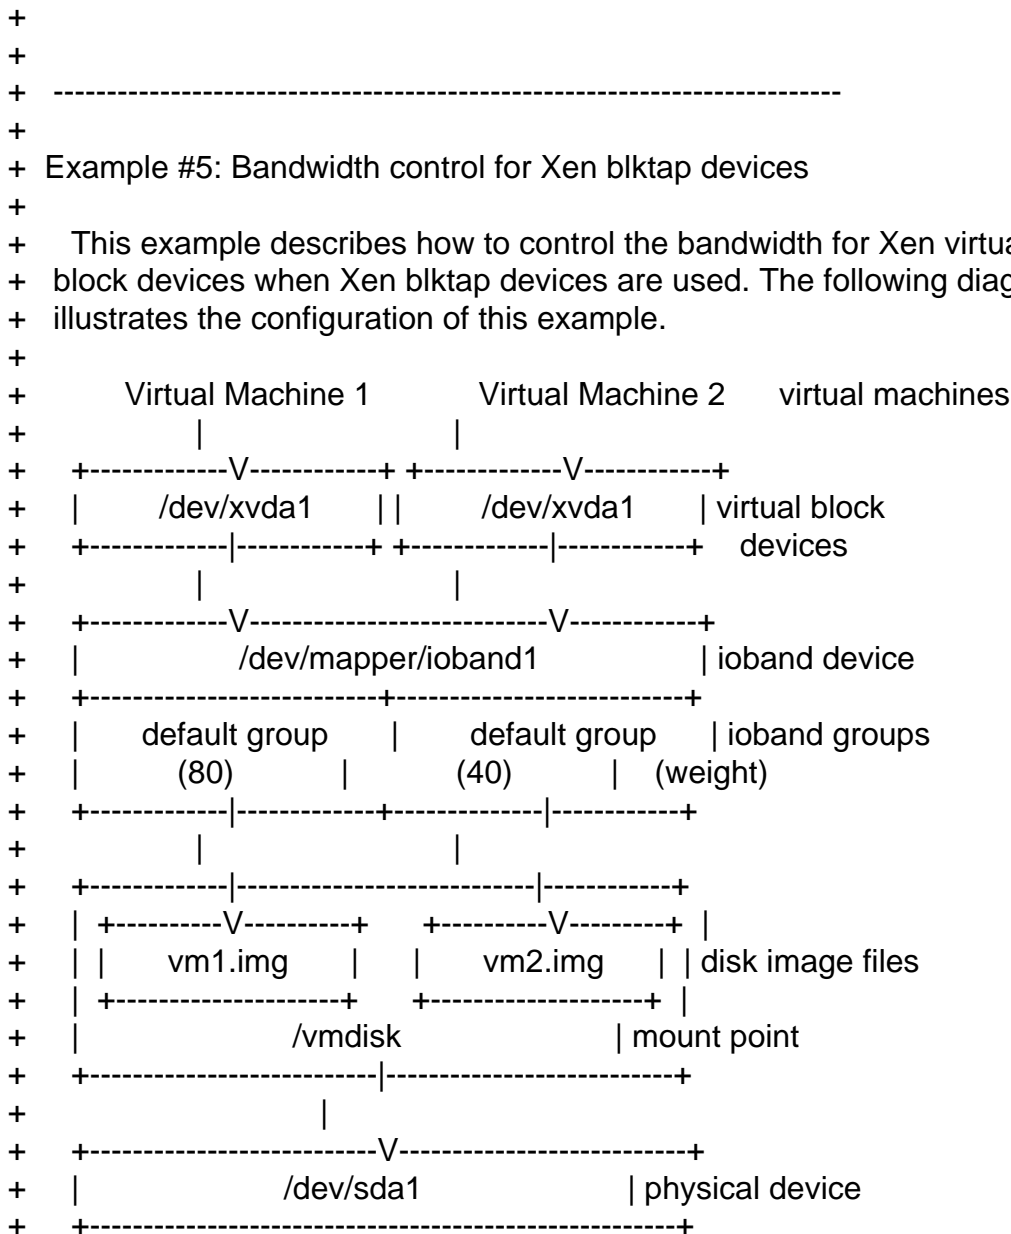 +
+
+   --------------------------------------------------------------------------
+
+  Example #5: Bandwidth control for Xen blktap devices
+
+     This example describes how to control the bandwidth for Xen
+   block devices when Xen blktap devices are used. The following
+   illustrates the configuration of this example.
+
+           Virtual Machine 1             Virtual Machine 2      virtual machines
+                    |                             |
+     +-------------V------------+ +-------------V------------+
+     |         /dev/xvda1       | |         /dev/xvda1       | virtual block
+     +-------------|------------+ +-------------|------------+    devices
+                    |                             |
+     +-------------V----------------------------V------------+
+     |                  /dev/mapper/ioband1                  | ioband device
+     +----------------------------+---------------------------+
+     |       default group       |        default group      | ioband groups
+     |           (80)            |            (40)           |    (weight)
+     +-------------|-------------+--------------|------------+
+                    |                             |
+     +-------------|----------------------------|------------+
+     |  +----------V----------+       +----------V---------+  |
+     |  |       vm1.img       |       |       vm2.img      |  | disk image files
+     |  +---------------------+       +---------------------+  |
+     |                        /vmdisk                        | mount point
+     +---------------------------|---------------------------+
+                                 |
+     +---------------------------V---------------------------+
+     |                       /dev/sda1                       | physical device
+     +-------------------------------------------------------+